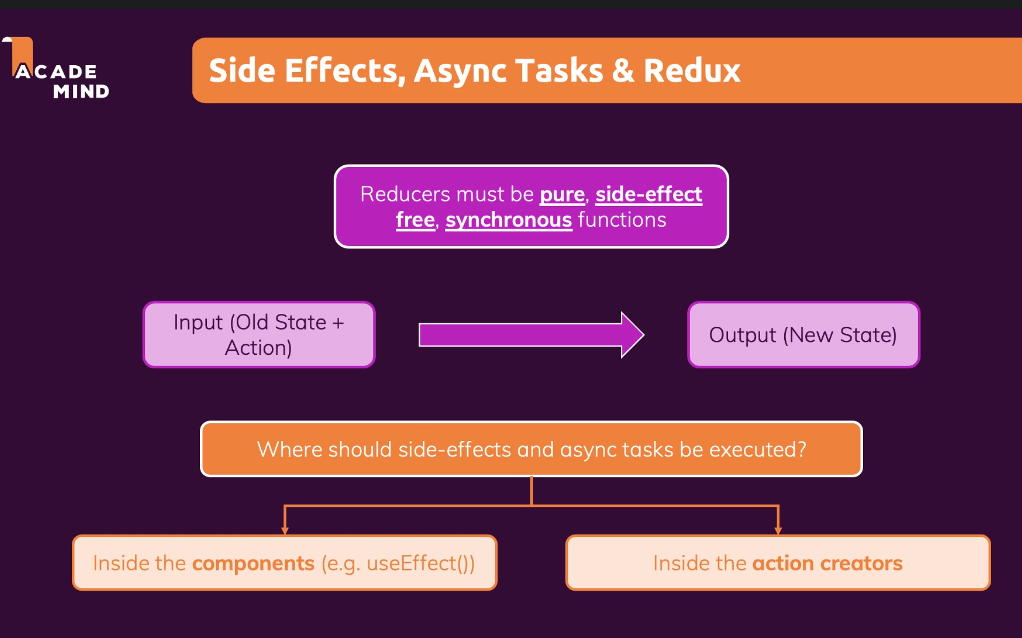 ACADE
MIND
Side Effects, Async Tasks & Redux
Reducers must be pure, side-effect
free, synchronous functions
Input (Old State +
Action)
Output (New State)
Where should side-effects and async tasks be executed?
Inside the components (e.g. useEffect())
Inside the action creators